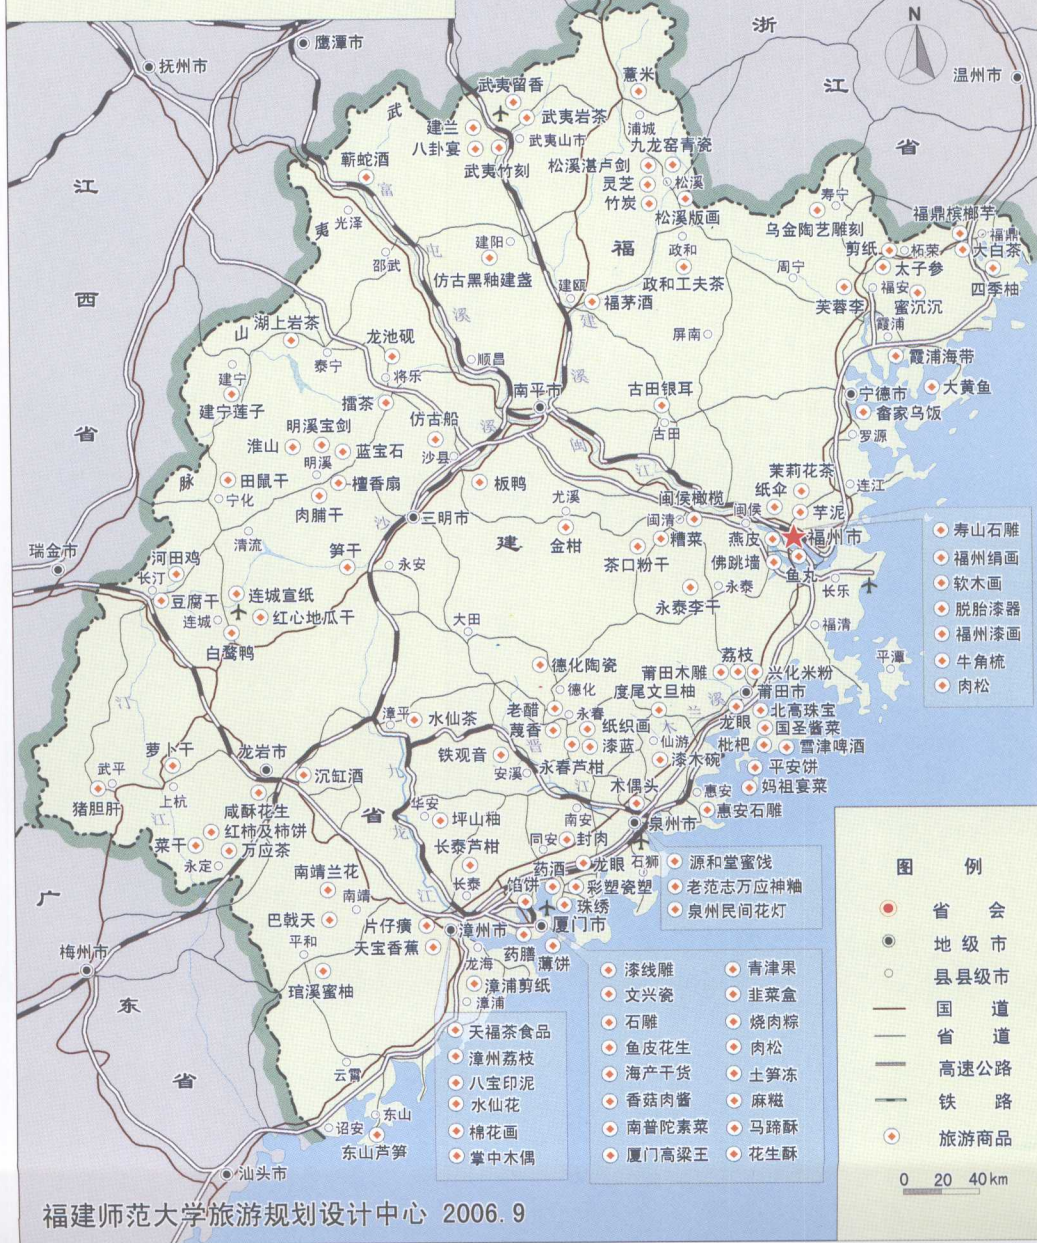 N
浙
江
省
鹰潭市
抚州市
温州市
江
西
省
瑞金市
广
东
省
梅州市
汕头市
福
建
省
武
夷
山
脉
武夷留香
薏米
武夷岩茶
建兰
八卦宴
武夷山市
浦城
九龙窑青瓷
武夷竹刻
松溪湛卢剑
灵芝
松溪
竹炭
松溪版画
蕲蛇酒
富
屯
溪
光泽
邵武
建阳
仿古黑釉建盏
政和
政和工夫茶
建瓯
福茅酒
建
溪
寿宁
乌金陶艺雕刻
福鼎槟榔芋
福鼎
剪纸
柘荣
大白茶
太子参
四季柚
周宁
福安
芙蓉李
蜜沉沉
霞浦
霞浦海带
屏南
大黄鱼
宁德市
畲家乌饭
罗源
湖上岩茶
龙池砚
泰宁
将乐
顺昌
建宁
建宁莲子
擂茶
南平市
古田银耳
古田
仿古船
明溪宝剑
淮山
蓝宝石
明溪
沙县
溪
闽
江
田鼠干
檀香扇
宁化
肉脯干
板鸭
尤溪
金柑
沙
三明市
茉莉花茶
纸伞
连江
芋泥
闽侯橄榄
闽侯
闽清
糟菜
燕皮
福州市
茶口粉干
佛跳墙
鱼丸
清流
笋干
永安
河田鸡
长汀
豆腐干
连城宣纸
连城
红心地瓜干
白鹜鸭
永泰李干
永泰
长乐
福清
平潭
寿山石雕
福州绢画
软木画
脱胎漆器
福州漆画
牛角梳
肉松
大田
德化陶瓷
德化
莆田木雕
荔枝
兴化米粉
度尾文旦柚
莆田市
木
兰
溪
龙眼
北高珠宝
国圣酱菜
枇杷
雪津啤酒
平安饼
妈祖宴菜
老醋
永春
蔑香
纸织画
漆蓝
仙游
漆木碗
永春芦柑
晋
江
漳平
水仙茶
铁观音
安溪
木偶头
惠安
惠安石雕
汀
江
萝卜干
武平
猪胆肝
上杭
龙岩市
沉缸酒
咸酥花生
红柿及柿饼
菜干
万应茶
永定
九
龙
江
华安
坪山柚
南安
泉州市
同安
封肉
长泰芦柑
长泰
药酒
龙眼
石狮
馅饼
彩塑瓷塑
珠绣
源和堂蜜饯
老范志万应神粬
泉州民间花灯
南靖兰花
南靖
巴戟天
片仔癀
漳州市
厦门市
天宝香蕉
药膳
薄饼
平和
琯溪蜜柚
龙海
漳浦剪纸
漳浦
天福茶食品
漳州荔枝
八宝印泥
水仙花
棉花画
掌中木偶
漆线雕
青津果
文兴瓷
韭菜盒
石雕
烧肉粽
鱼皮花生
肉松
海产干货
土笋冻
香菇肉酱
麻糍
南普陀素菜
马蹄酥
厦门高粱王
花生酥
云霄
诏安
东山
东山芦笋
图 例
省 会
地级市
县县级市
国 道
省 道
高速公路
铁 路
旅游商品
0 20 40km
福建师范大学旅游规划设计中心 2006.9